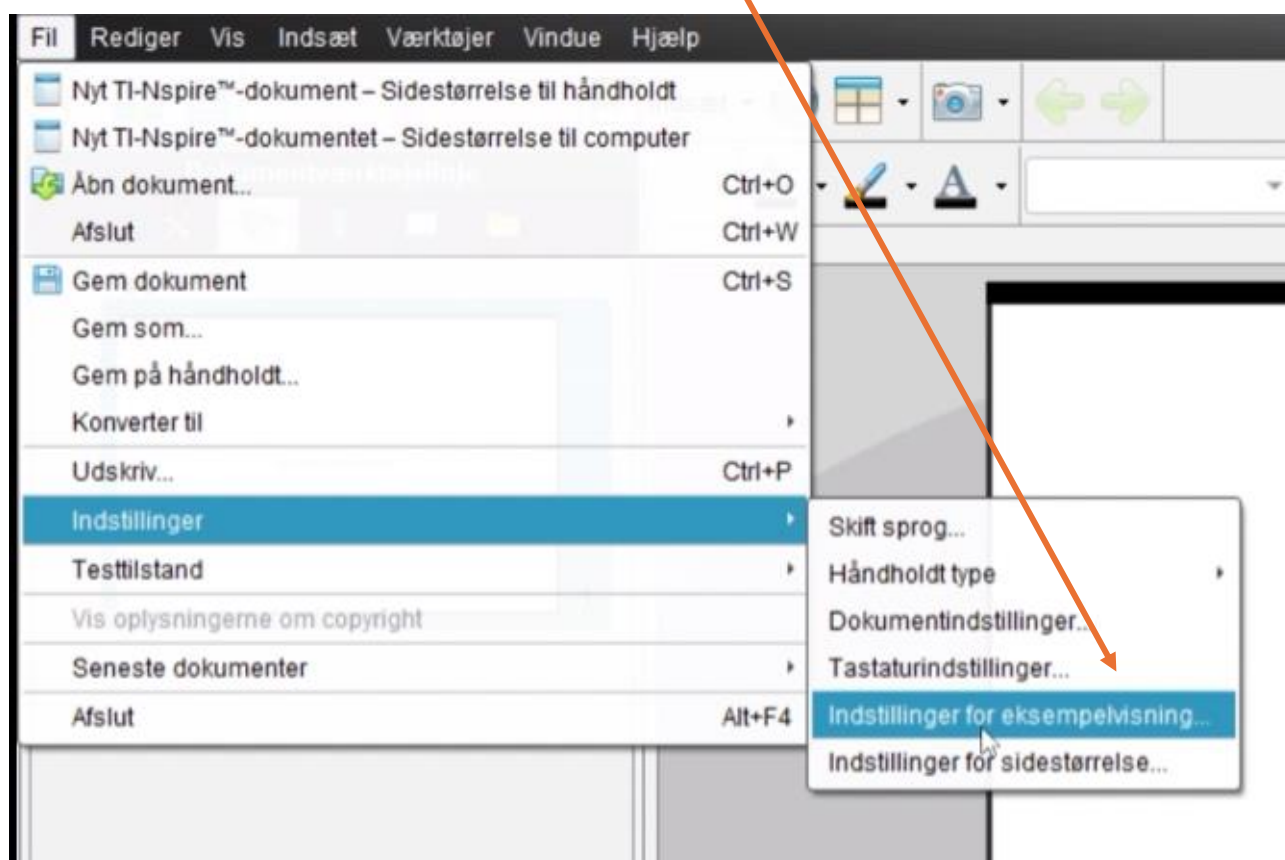 Fil Rediger Vis Indsæt Værktøjer Vindue Hjælp
Nyt TI-Nspire™-dokument – Sidestørrelse til håndholdt
Nyt TI-Nspire™-dokumentet – Sidestørrelse til computer
Åbn dokument... Ctrl+O
Afslut Ctrl+W
Gem dokument Ctrl+S
Gem som...
Gem på håndholdt...
Konverter til
Udskriv... Ctrl+P
Indstillinger
Testtilstand
Vis oplysningerne om copyright
Seneste dokumenter
Afslut Alt+F4
Skift sprog...
Håndholdt type
Dokumentindstillinger...
Tastaturindstillinger...
Indstillinger for eksempelvisning...
Indstillinger for sidestørrelse...
A